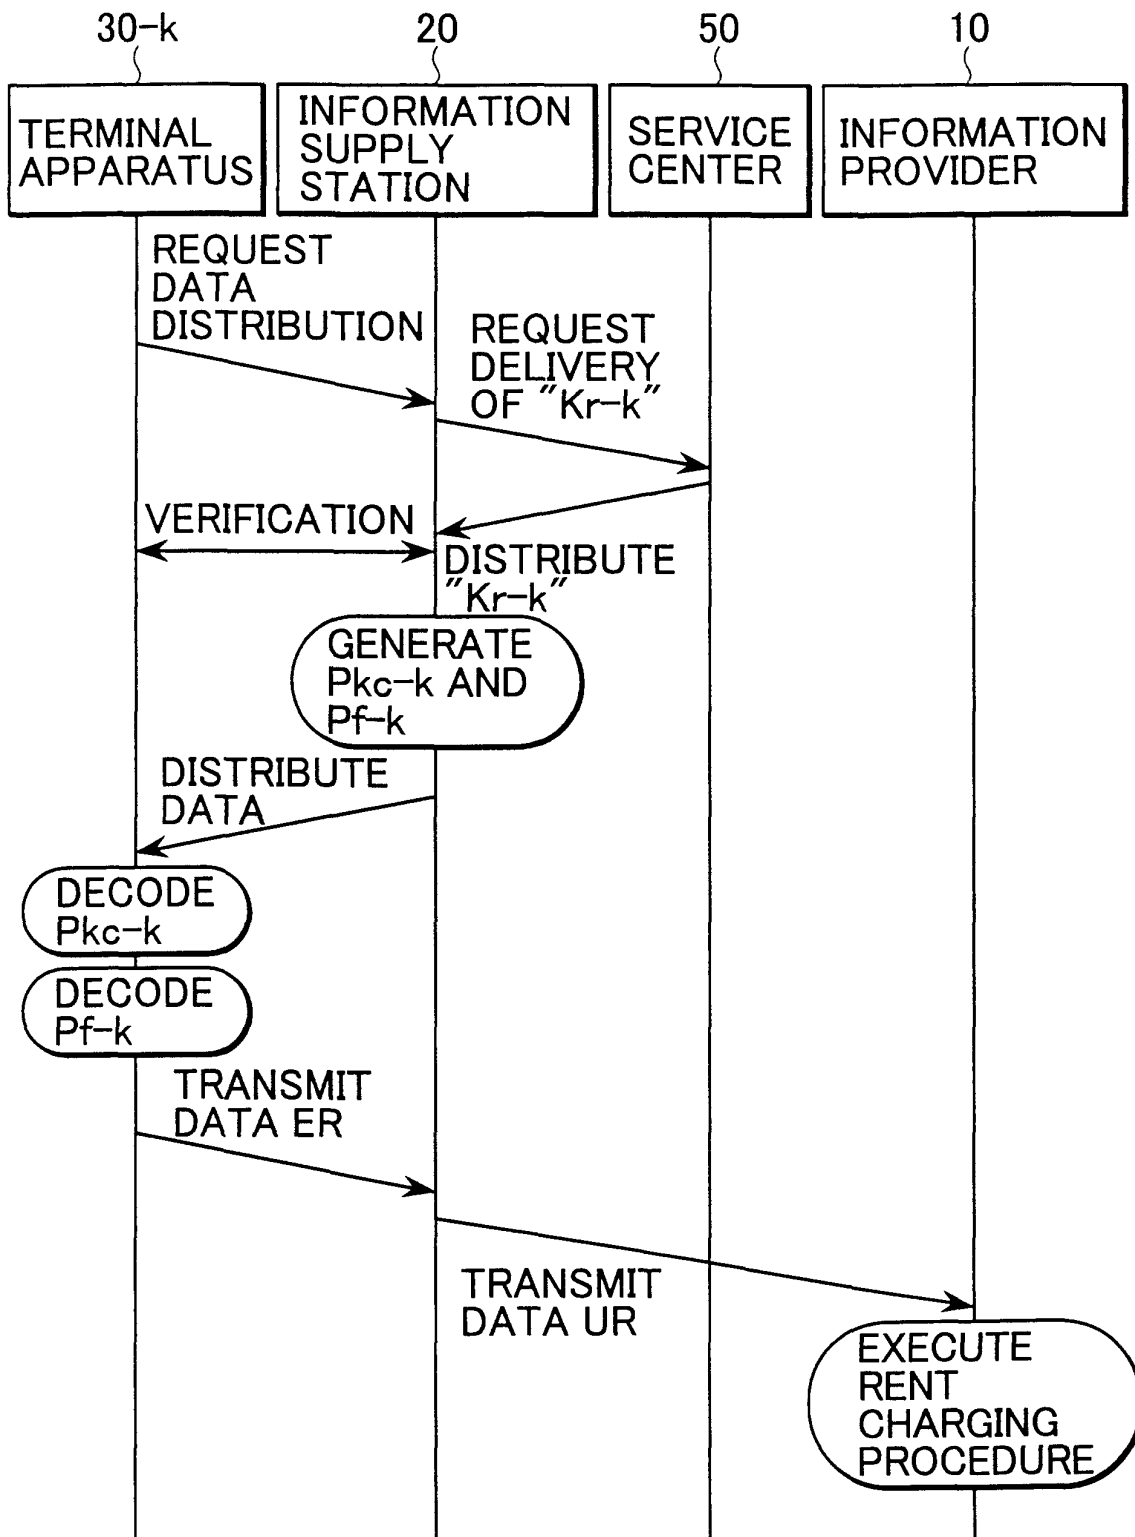 30-k
20
50
10
TERMINAL
APPARATUS
INFORMATION
SUPPLY
STATION
SERVICE
CENTER
INFORMATION
PROVIDER
REQUEST
DATA
DISTRIBUTION
REQUEST
DELIVERY
OF "Kr-k"
VERIFICATION
DISTRIBUTE
"Kr-k"
GENERATE
Pkc-k AND
Pf-k
DISTRIBUTE
DATA
DECODE
Pkc-k
DECODE
Pf-k
TRANSMIT
DATA ER
TRANSMIT
DATA UR
EXECUTE
RENT
CHARGING
PROCEDURE